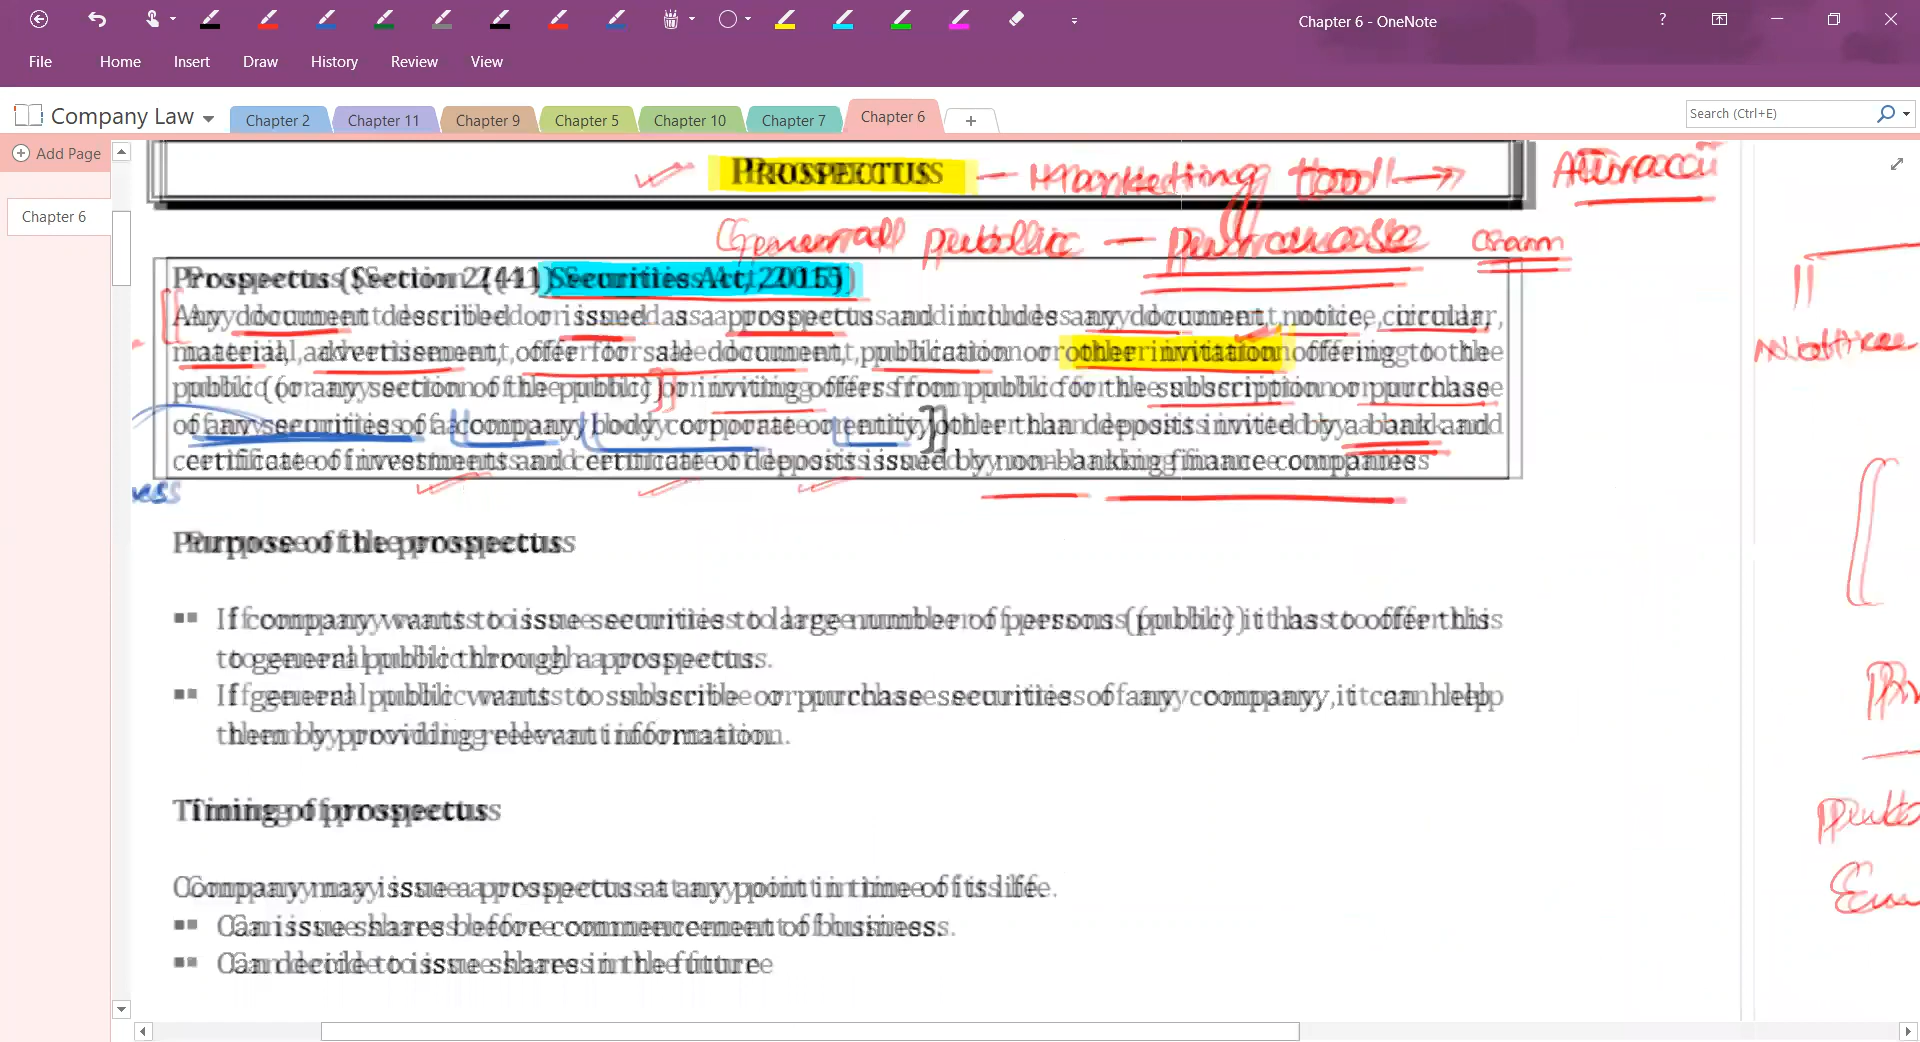 Chapter 6 - OneNote
File Home Insert Draw History Review View
Company Law Chapter 2 Chapter 11 Chapter 9 Chapter 5 Chapter 10 Chapter 7 Chapter 6
Search (Ctrl+E)
Add Page
Chapter 6
PROSPECTUS - Marketing tool
General public - purchase
Prospectus (Section 2(41) Securities Act, 2015)
Any document described or issued as a prospectus and includes any document, notice, circular,
material, advertisement, offer for sale document, publication or other invitation offering to the
public (or any section of the public) or inviting offers from public for the subscription or purchase
of any securities of a company, body corporate or entity, other than deposits invited by a bank and
certificate of investments and certificate of deposits issued by non-banking finance companies
Purpose of the prospectus
▪ If company wants to issue securities to large number of persons (public) it has to offer this
to general public through a prospectus.
▪ If general public wants to subscribe or purchase securities of any company, it can help
them by providing relevant information.
Timing of prospectus
Company may issue a prospectus at any point in time of its life.
▪ Can issue shares before commencement of business.
▪ Can decide to issue shares in the future